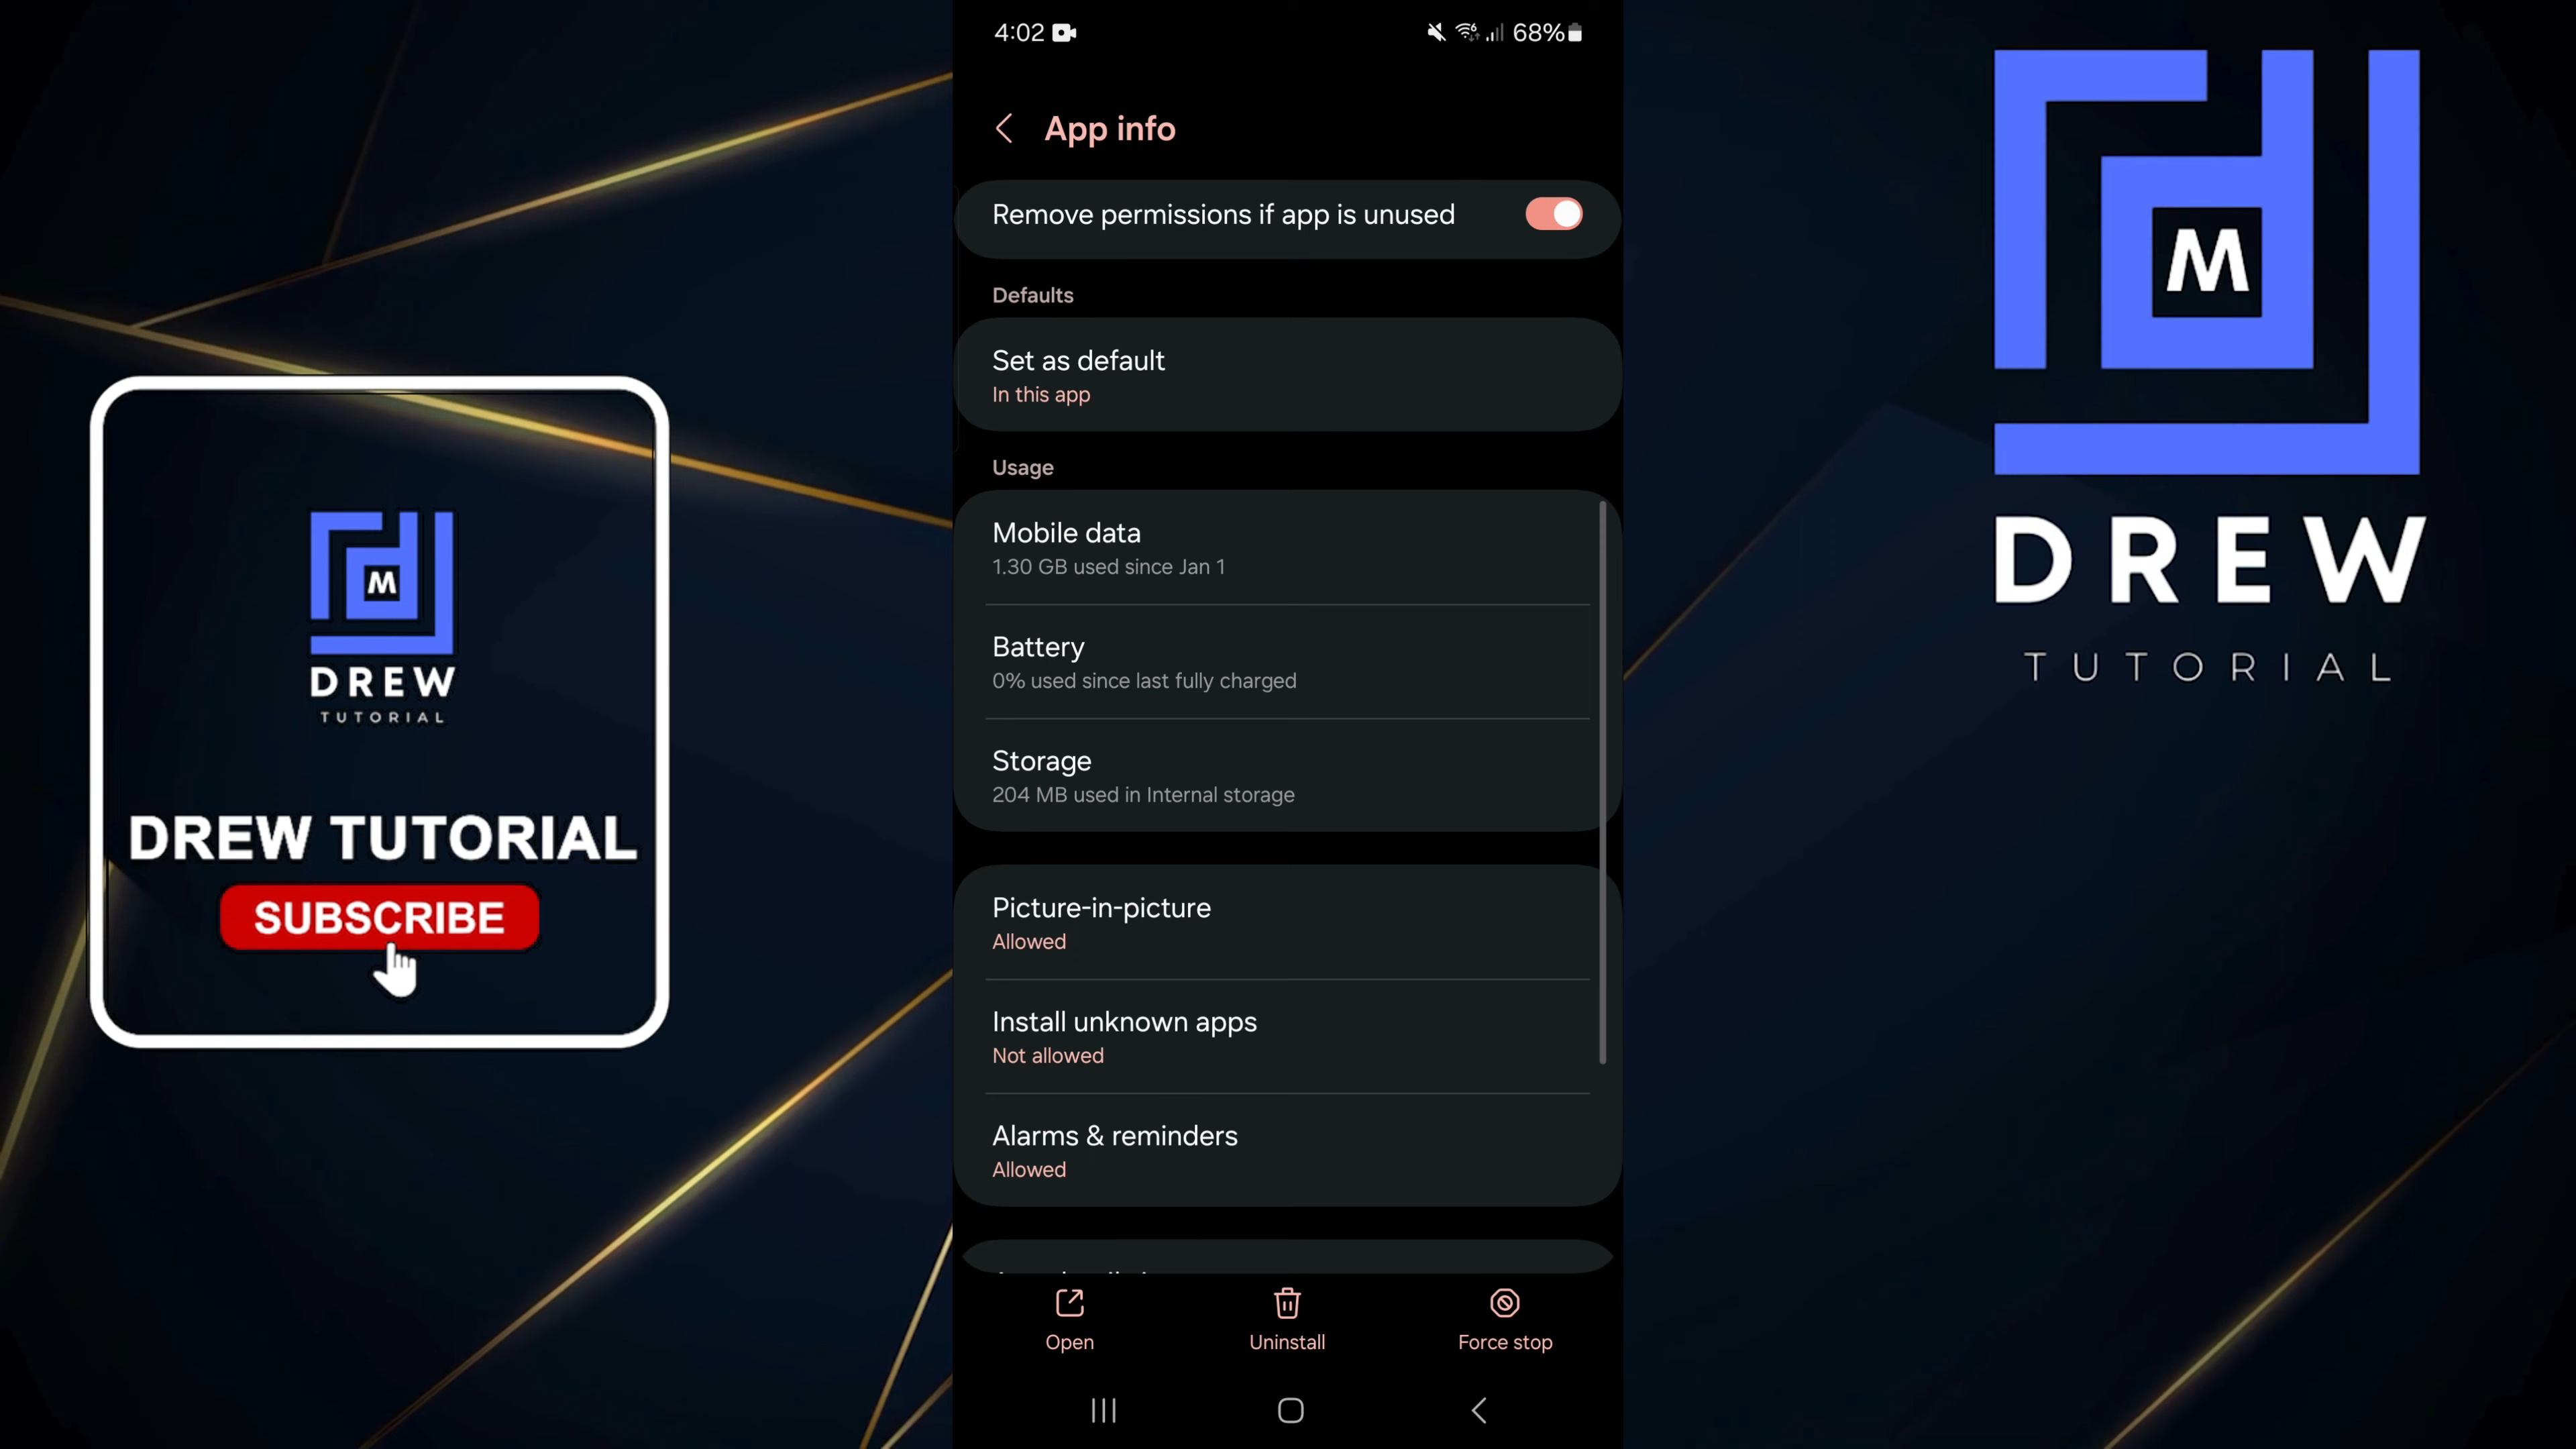 4:02
68%
App info
Remove permissions if app is unused
Defaults
Set as default
In this app
Usage
Mobile data
1.30 GB used since Jan 1
Battery
0% used since last fully charged
Storage
204 MB used in Internal storage
Picture-in-picture
Allowed
Install unknown apps
Not allowed
Alarms & reminders
Allowed
Open
Uninstall
Force stop
M
DREW
TUTORIAL
DREW TUTORIAL
SUBSCRIBE
M
DREW
TUTORIAL